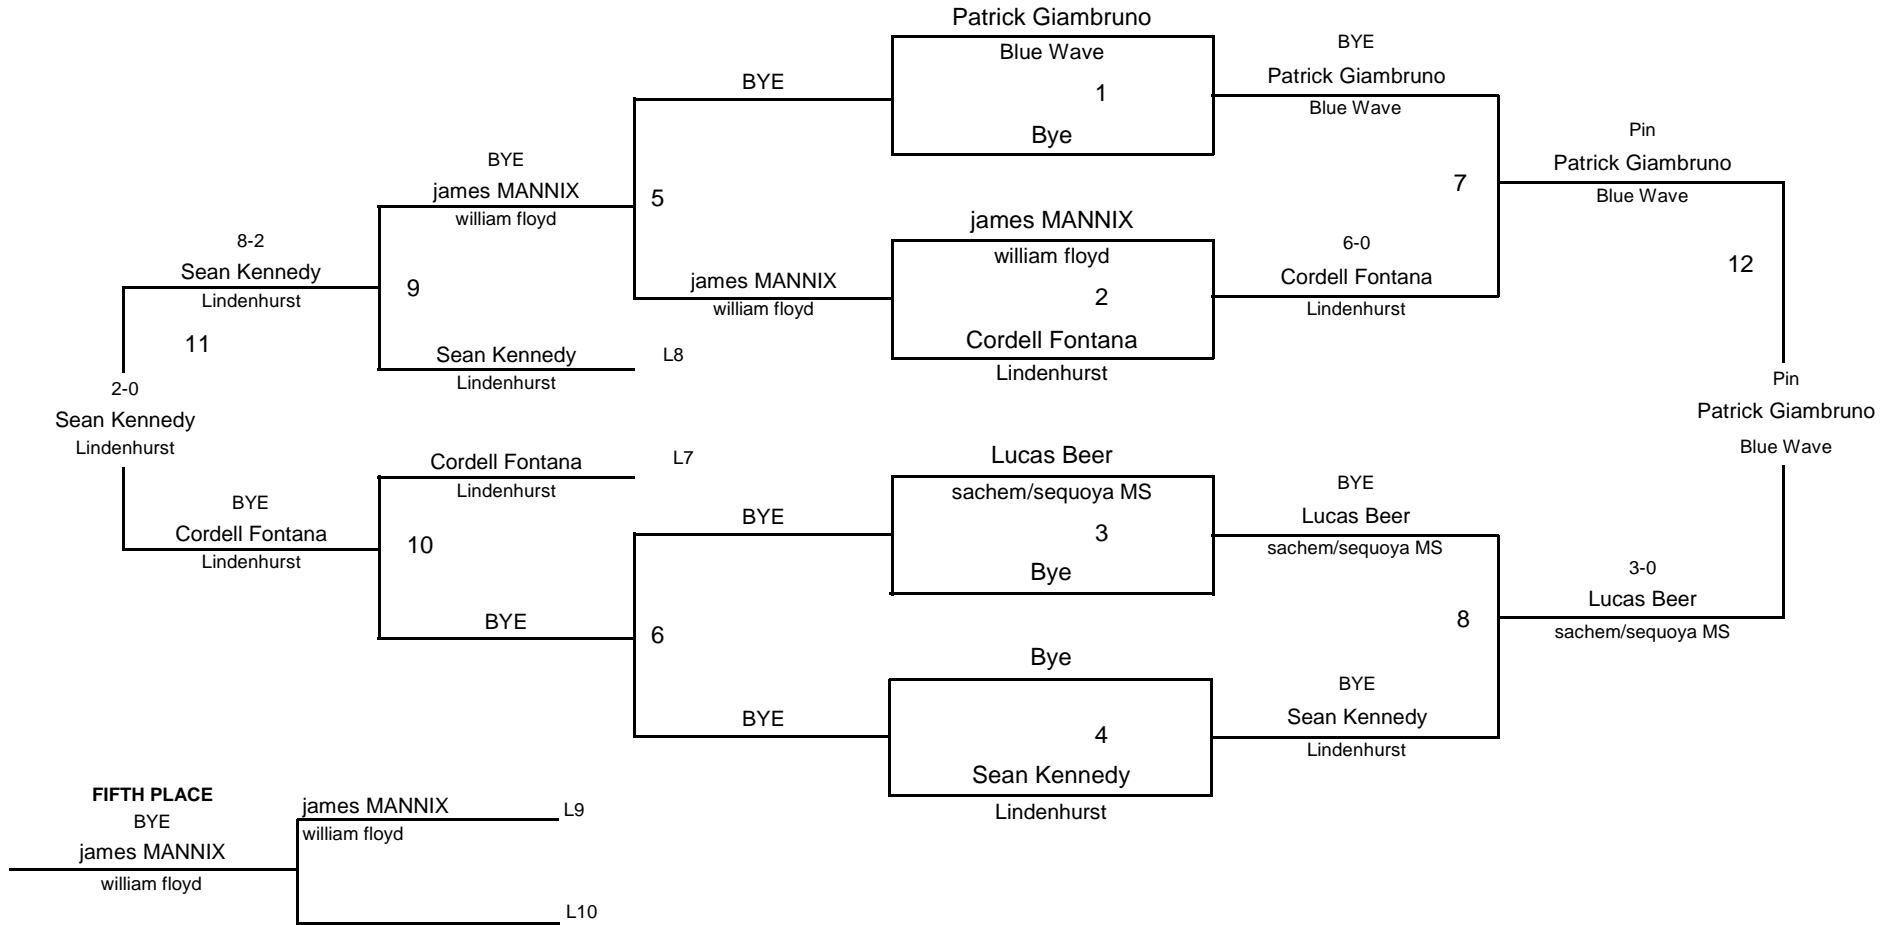 Patrick Giambruno
Blue Wave
1
Bye
BYE
Patrick Giambruno
Blue Wave
BYE
james MANNIX
william floyd
2
Cordell Fontana
Lindenhurst
6-0
Cordell Fontana
Lindenhurst
7
Pin
Patrick Giambruno
Blue Wave
12
BYE
james MANNIX
william floyd
5
james MANNIX
william floyd
8-2
Sean Kennedy
Lindenhurst
9
Sean Kennedy
Lindenhurst
L8
11
2-0
Sean Kennedy
Lindenhurst
Pin
Patrick Giambruno
Blue Wave
Cordell Fontana
Lindenhurst
L7
Lucas Beer
sachem/sequoya MS
3
Bye
BYE
Lucas Beer
sachem/sequoya MS
BYE
BYE
Cordell Fontana
Lindenhurst
10
BYE
6
BYE
Bye
4
Sean Kennedy
Lindenhurst
BYE
Sean Kennedy
Lindenhurst
8
3-0
Lucas Beer
sachem/sequoya MS
FIFTH PLACE
BYE
james MANNIX
william floyd
james MANNIX
william floyd
L9
L10